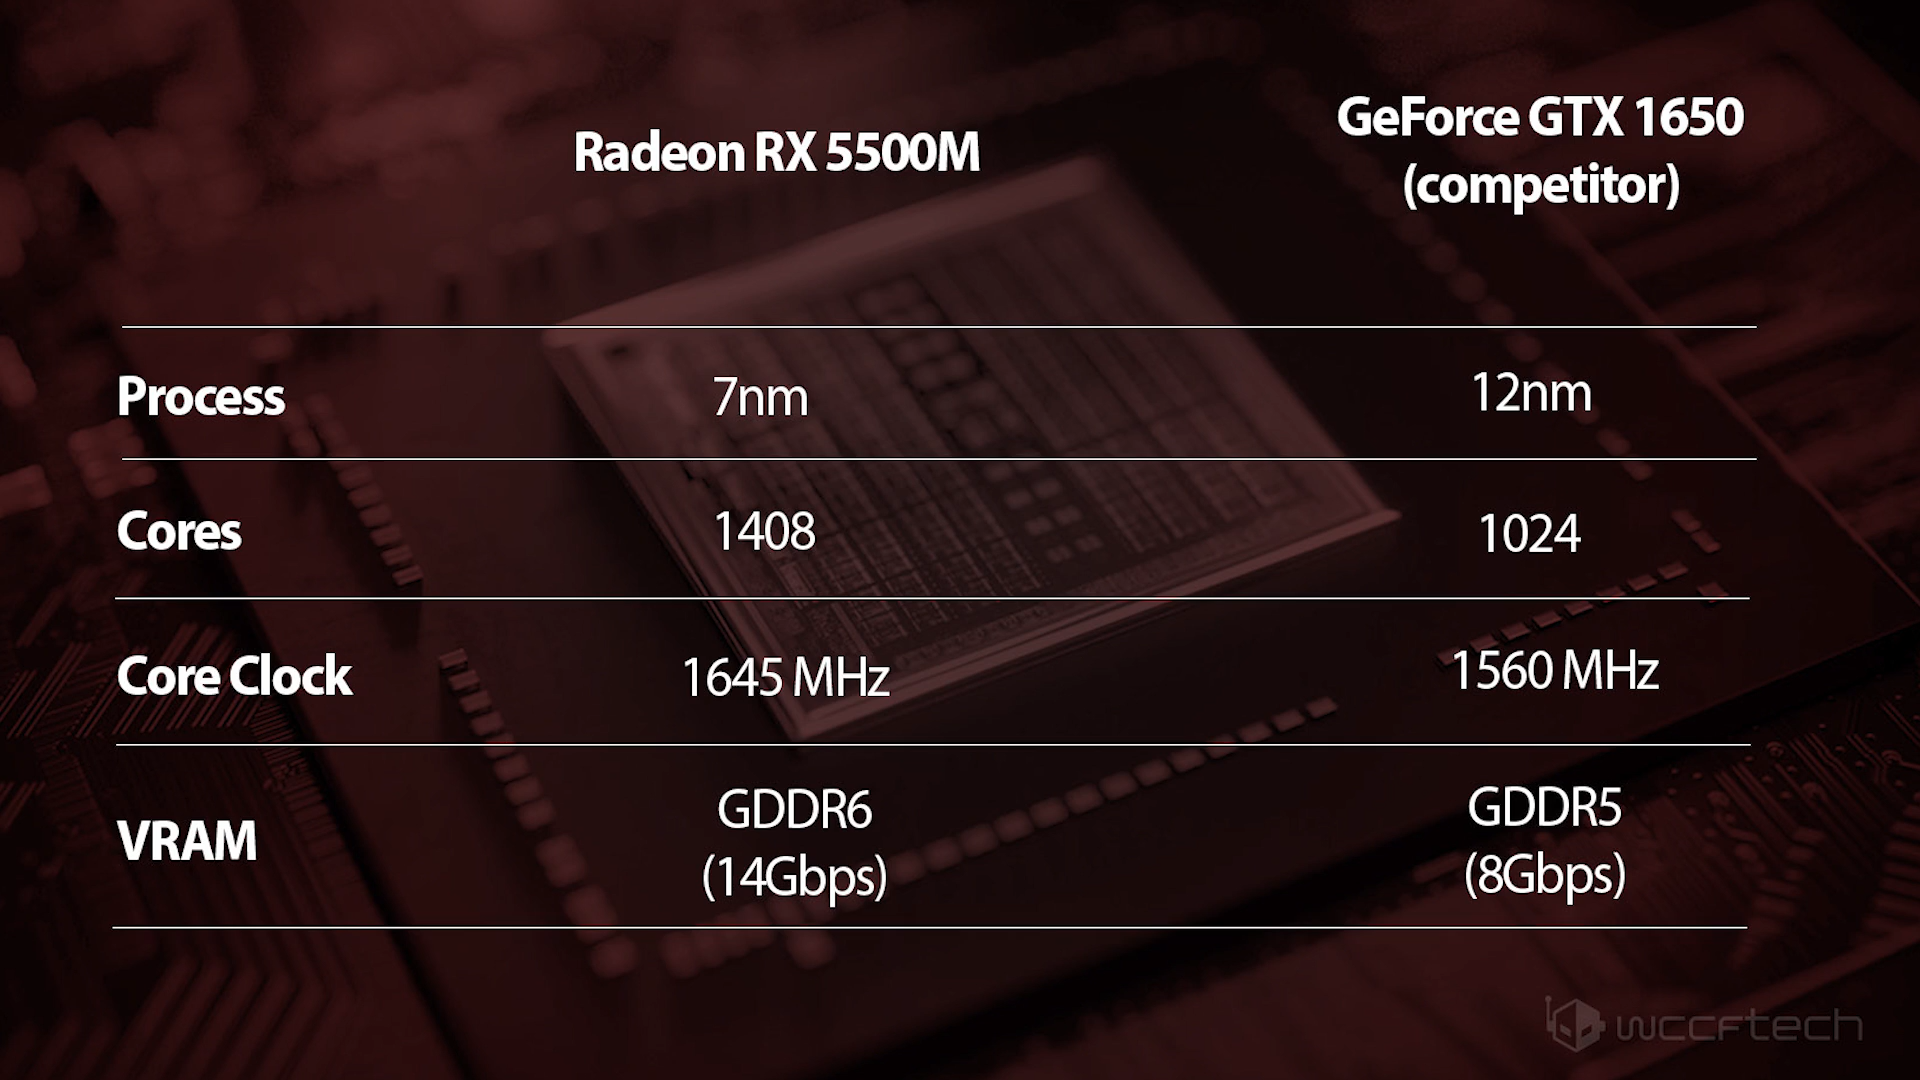 Radeon RX 5500M
GeForce GTX 1650
(competitor)
Process 7nm 12nm
Cores 1408 1024
Core Clock 1645 MHz 1560 MHz
VRAM
GDDR6
(14Gbps)
GDDR5
(8Gbps)
wccftech